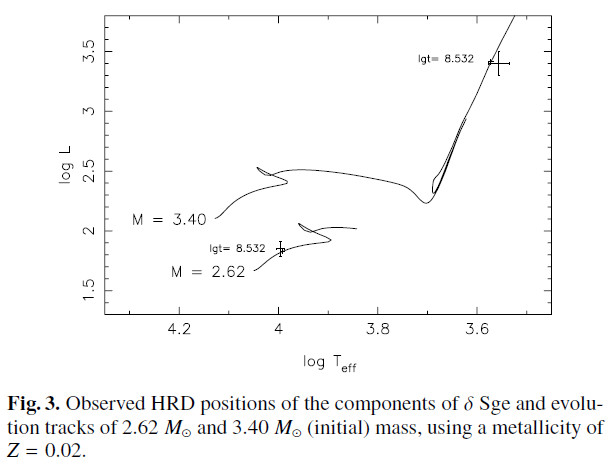 3.5
lgt= 8.532
3
log L
2.5
M = 3.40
2
lgt= 8.532
M = 2.62
1.5
4.2 4 3.8 3.6
log T_eff
Fig. 3. Observed HRD positions of the components of δ Sge and evolu-
tion tracks of 2.62 M⊙ and 3.40 M⊙ (initial) mass, using a metallicity of
Z = 0.02.